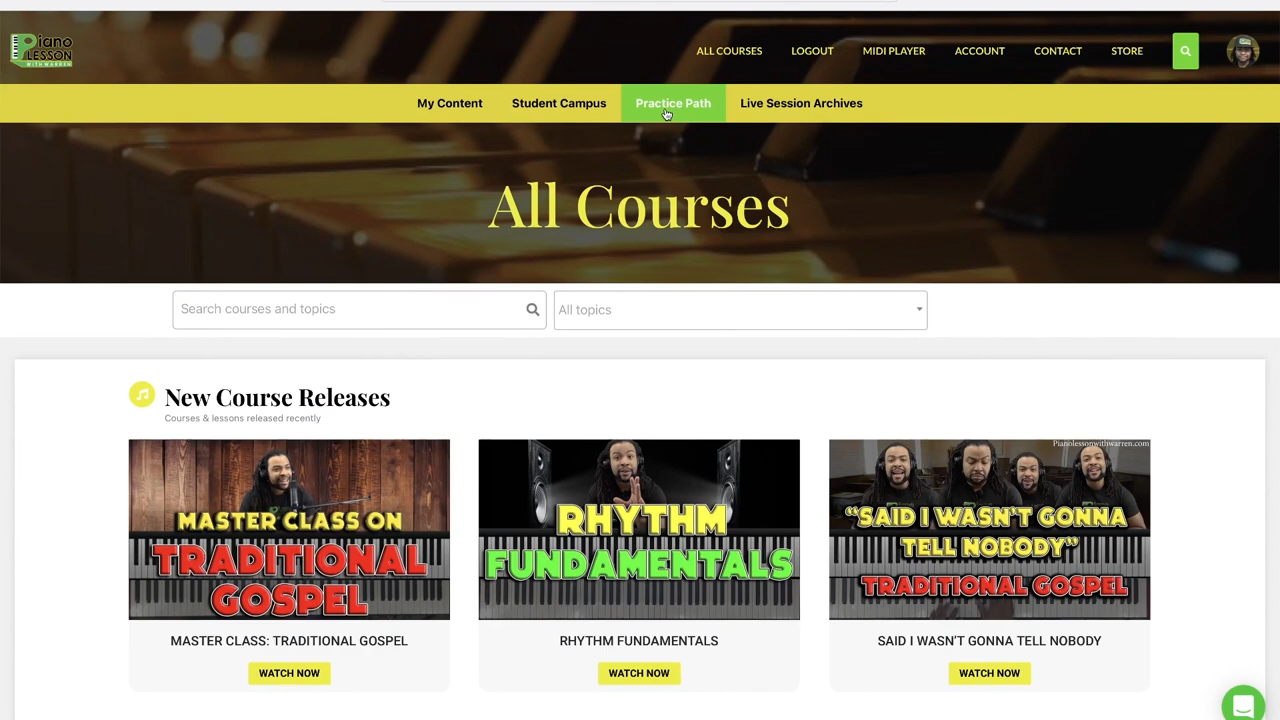 Piano
LESSON
WITH WARREN
ALL COURSES
LOGOUT
MIDI PLAYER
ACCOUNT
CONTACT
STORE
My Content
Student Campus
Practice Path
Live Session Archives
All Courses
Search courses and topics
All topics
New Course Releases
Courses & lessons released recently
MASTER CLASS ON
TRADITIONAL
GOSPEL
MASTER CLASS: TRADITIONAL GOSPEL
WATCH NOW
RHYTHM
FUNDAMENTALS
RHYTHM FUNDAMENTALS
WATCH NOW
Pianolessonwithwarren.com
"SAID I WASN'T GONNA
TELL NOBODY"
TRADITIONAL GOSPEL
SAID I WASN'T GONNA TELL NOBODY
WATCH NOW